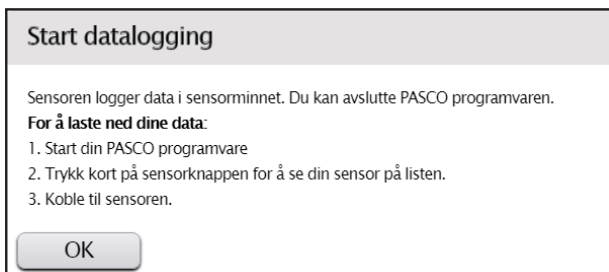 Start datalogging
Sensoren logger data i sensorminnet. Du kan avslutte PASCO programvaren.
For å laste ned dine data:
1. Start din PASCO programvare
2. Trykk kort på sensorknappen for å se din sensor på listen.
3. Koble til sensoren.
OK